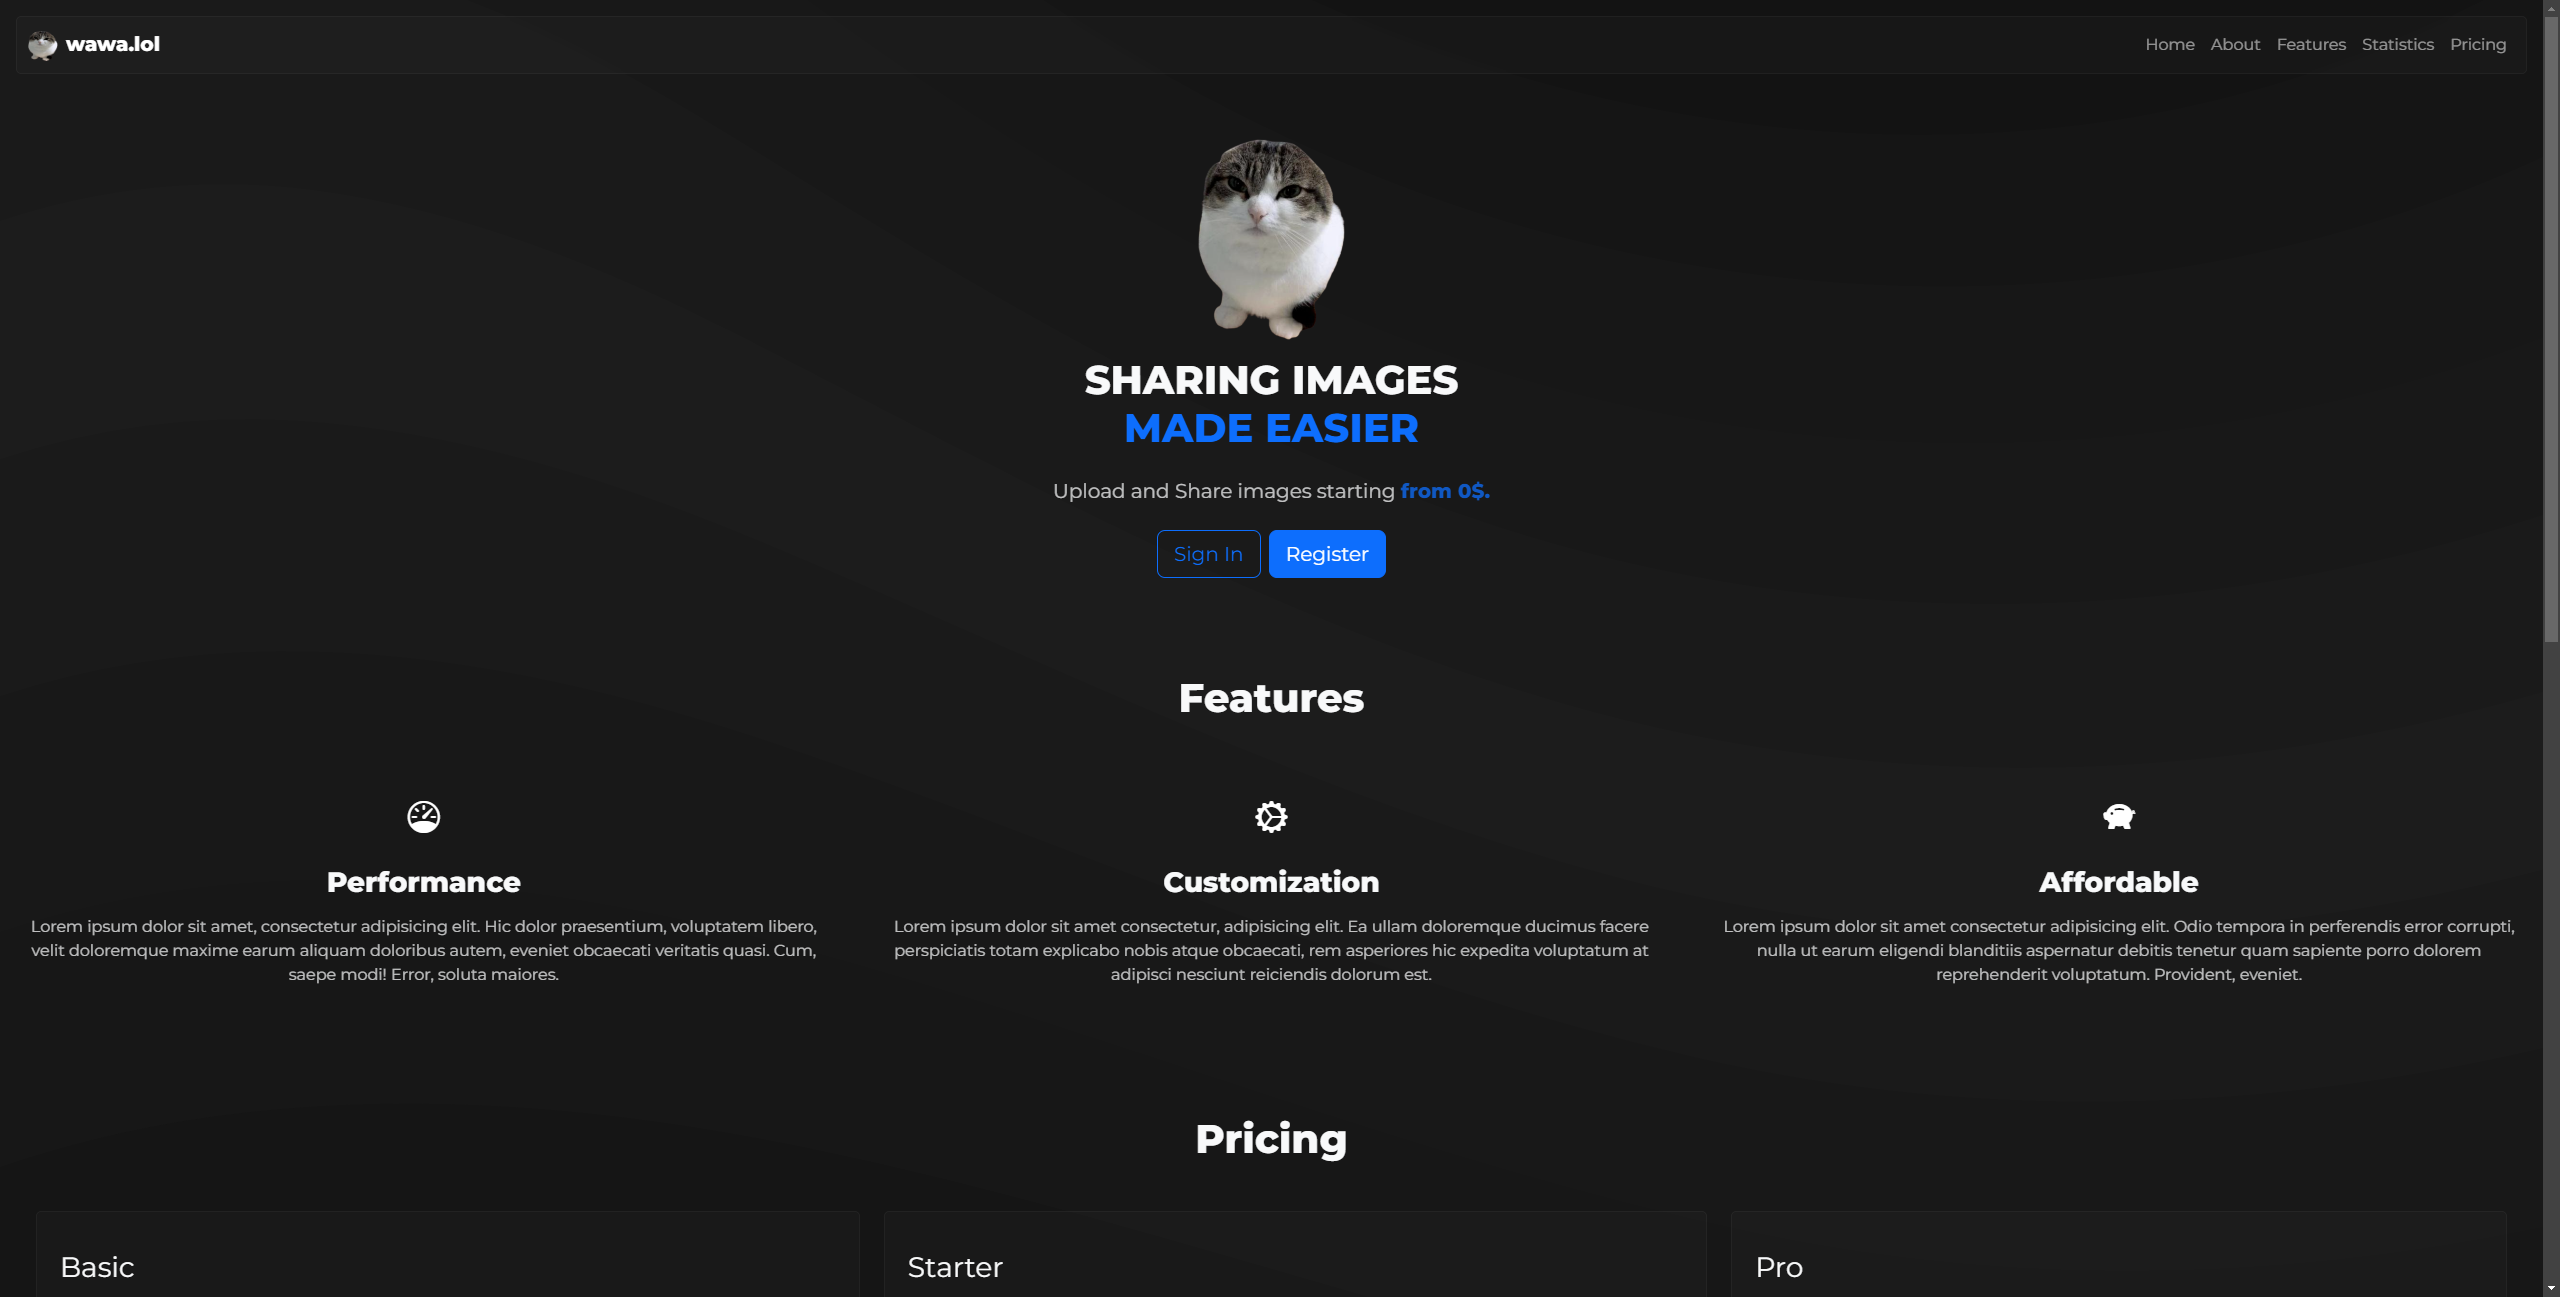 wawa.lol
Home About Features Statistics Pricing
SHARING IMAGES
MADE EASIER
Upload and Share images starting from 0$.
Sign In Register
Features
Performance
Lorem ipsum dolor sit amet, consectetur adipisicing elit. Hic dolor praesentium, voluptatem libero,
velit doloremque maxime earum aliquam doloribus autem, eveniet obcaecati veritatis quasi. Cum,
saepe modi! Error, soluta maiores.
Customization
Lorem ipsum dolor sit amet consectetur, adipisicing elit. Ea ullam doloremque ducimus facere
perspiciatis totam explicabo nobis atque obcaecati, rem asperiores hic expedita voluptatum at
adipisci nesciunt reiciendis dolorum est.
Affordable
Lorem ipsum dolor sit amet consectetur adipisicing elit. Odio tempora in perferendis error corrupti,
nulla ut earum eligendi blanditiis aspernatur debitis tenetur quam sapiente porro dolorem
reprehenderit voluptatum. Provident, eveniet.
Pricing
Basic
Starter
Pro